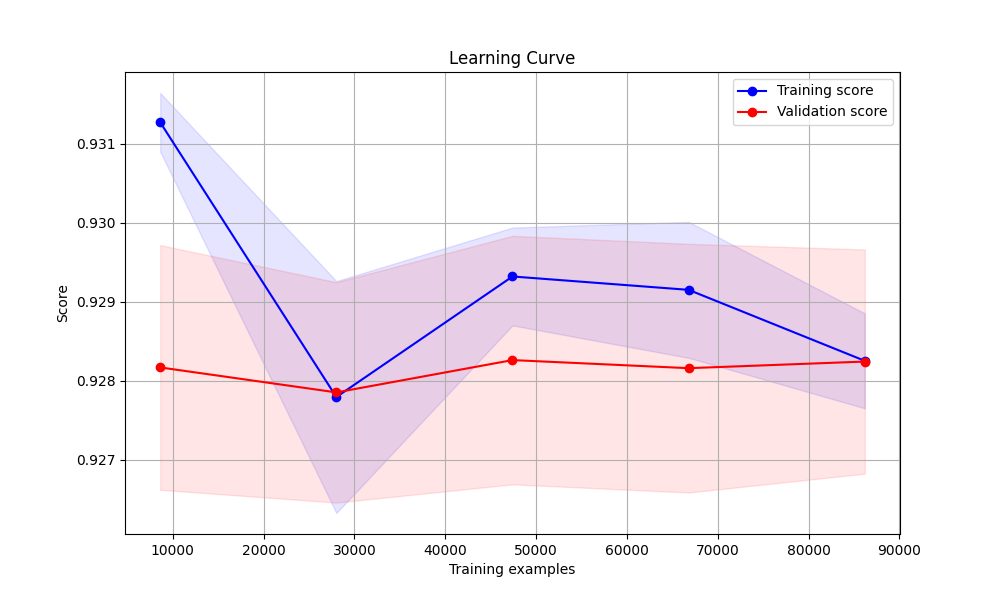 Learning Curve
Training score
Validation score
0.931
0.930
0.929
0.928
0.927
Score
10000 20000 30000 40000 50000 60000 70000 80000 90000
Training examples